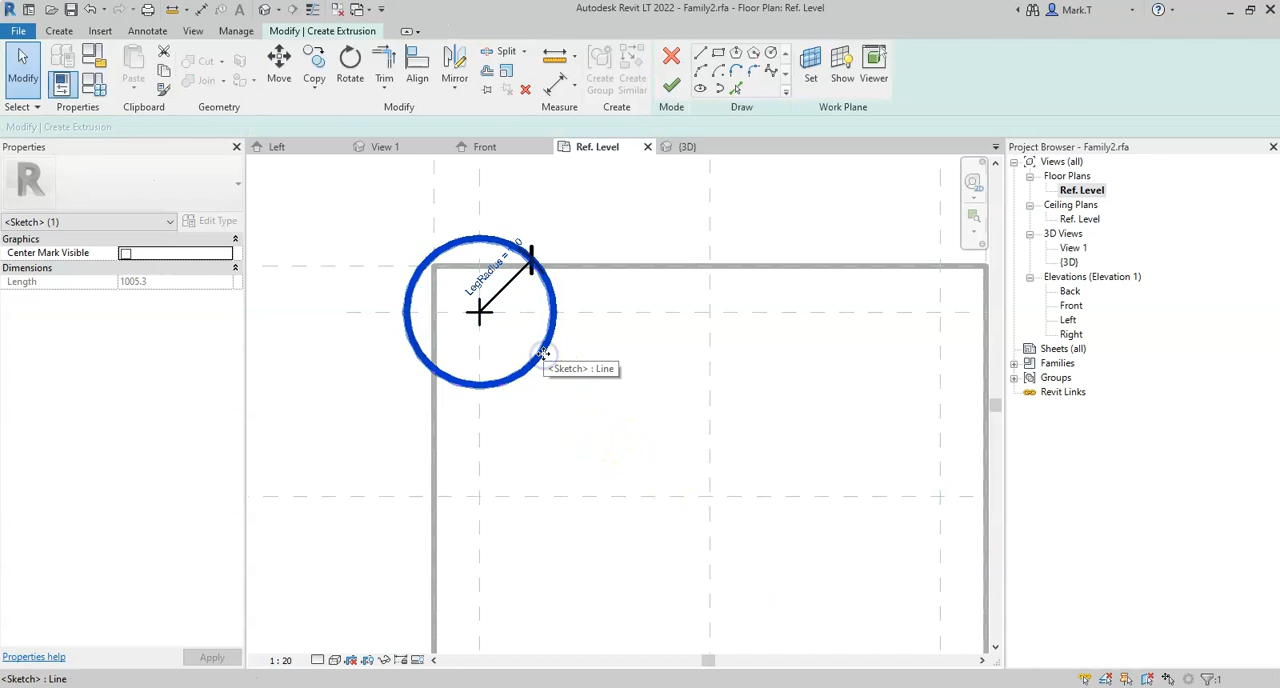 Autodesk Revit LT 2022 - Family2.rfa - Floor Plan: Ref. Level
Mark.T
File Create Insert Annotate View Manage Modify | Create Extrusion
Modify
Paste
Cut
Join
Move Copy Rotate Trim Align Mirror
Split
Create Group
Create Similar
Set Show Viewer
Select Properties Clipboard Geometry Modify Measure Create Mode Draw Work Plane
Modify | Create Extrusion
Properties
Left View 1 Front Ref. Level {3D}
Project Browser - Family2.rfa
R
<Sketch> (1) Edit Type
Graphics
Center Mark Visible
Dimensions
Length 1005.3
Properties help Apply
LegRadius =
<Sketch> : Line
2D
Views (all)
Floor Plans
Ref. Level
Ceiling Plans
Ref. Level
3D Views
View 1
{3D}
Elevations (Elevation 1)
Back
Front
Left
Right
Sheets (all)
Families
Groups
Revit Links
1 : 20
<Sketch> : Line
:1